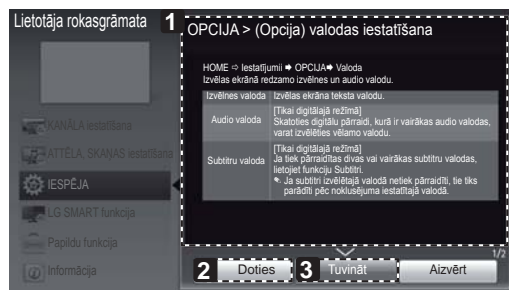 Lietotāja rokasgrāmata
1
OPCIJA > (Opcija) valodas iestatīšana
HOME ⇨ Iestatījumii ➡ OPCIJA➡ Valoda
Izvēlas ekrānā redzamo izvēlnes un audio valodu.
Izvēlnes valoda Izvēlas ekrāna teksta valodu.
Audio valoda
[Tikai digitālajā režīmā]
Skatoties digitālu pārraidi, kurā ir vairākas audio valodas,
varat izvēlēties vēlamo valodu.
Subtitru valoda
[Tikai digitālajā režīmā]
Ja tiek pārraidītas divas vai vairākas subtitru valodas,
lietojiet funkciju Subtitri.
Ja subtitri izvēlētajā valodā netiek pārraidīti, tie tiks
parādīti pēc noklusējuma iestatītajā valodā.
KANĀLA iestatīšana
ATTĒLA, SKAŅAS iestatīšana
IESPĒJA
LG SMART funkcija
Papildu funkcija
Informācija
1/2
2 Doties
3 Tuvināt
Aizvērt